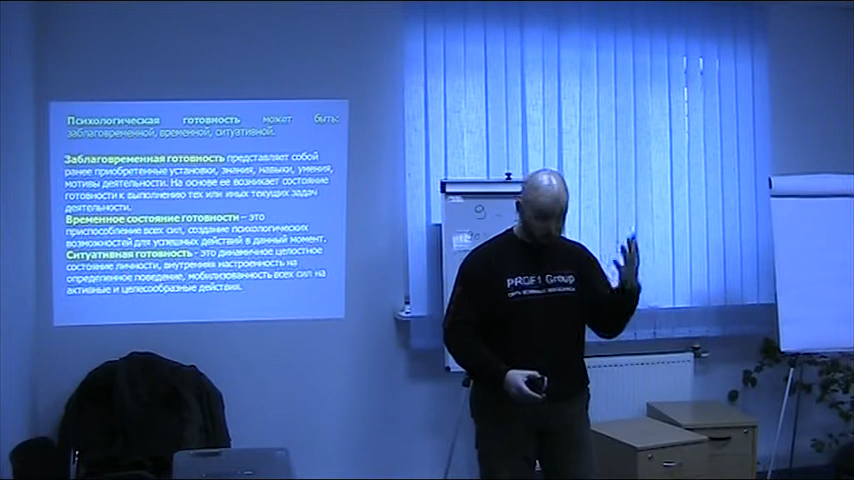 Психологическая готовность может быть:
заблаговременной, временной, ситуативной.
Заблаговременная готовность представляет собой
ранее приобретенные установки, знания, навыки, умения,
мотивы деятельности. На основе ее возникает состояние
готовности к выполнению тех или иных текущих задач
деятельности.
Временное состояние готовности – это
приспособление всех сил, создание психологических
возможностей для успешных действий в данный момент.
Ситуативная готовность - это динамичное целостное
состояние личности, внутренняя настроенность на
определенное поведение, мобилизованность всех сил на
активные и целесообразные действия.
PROFI Group